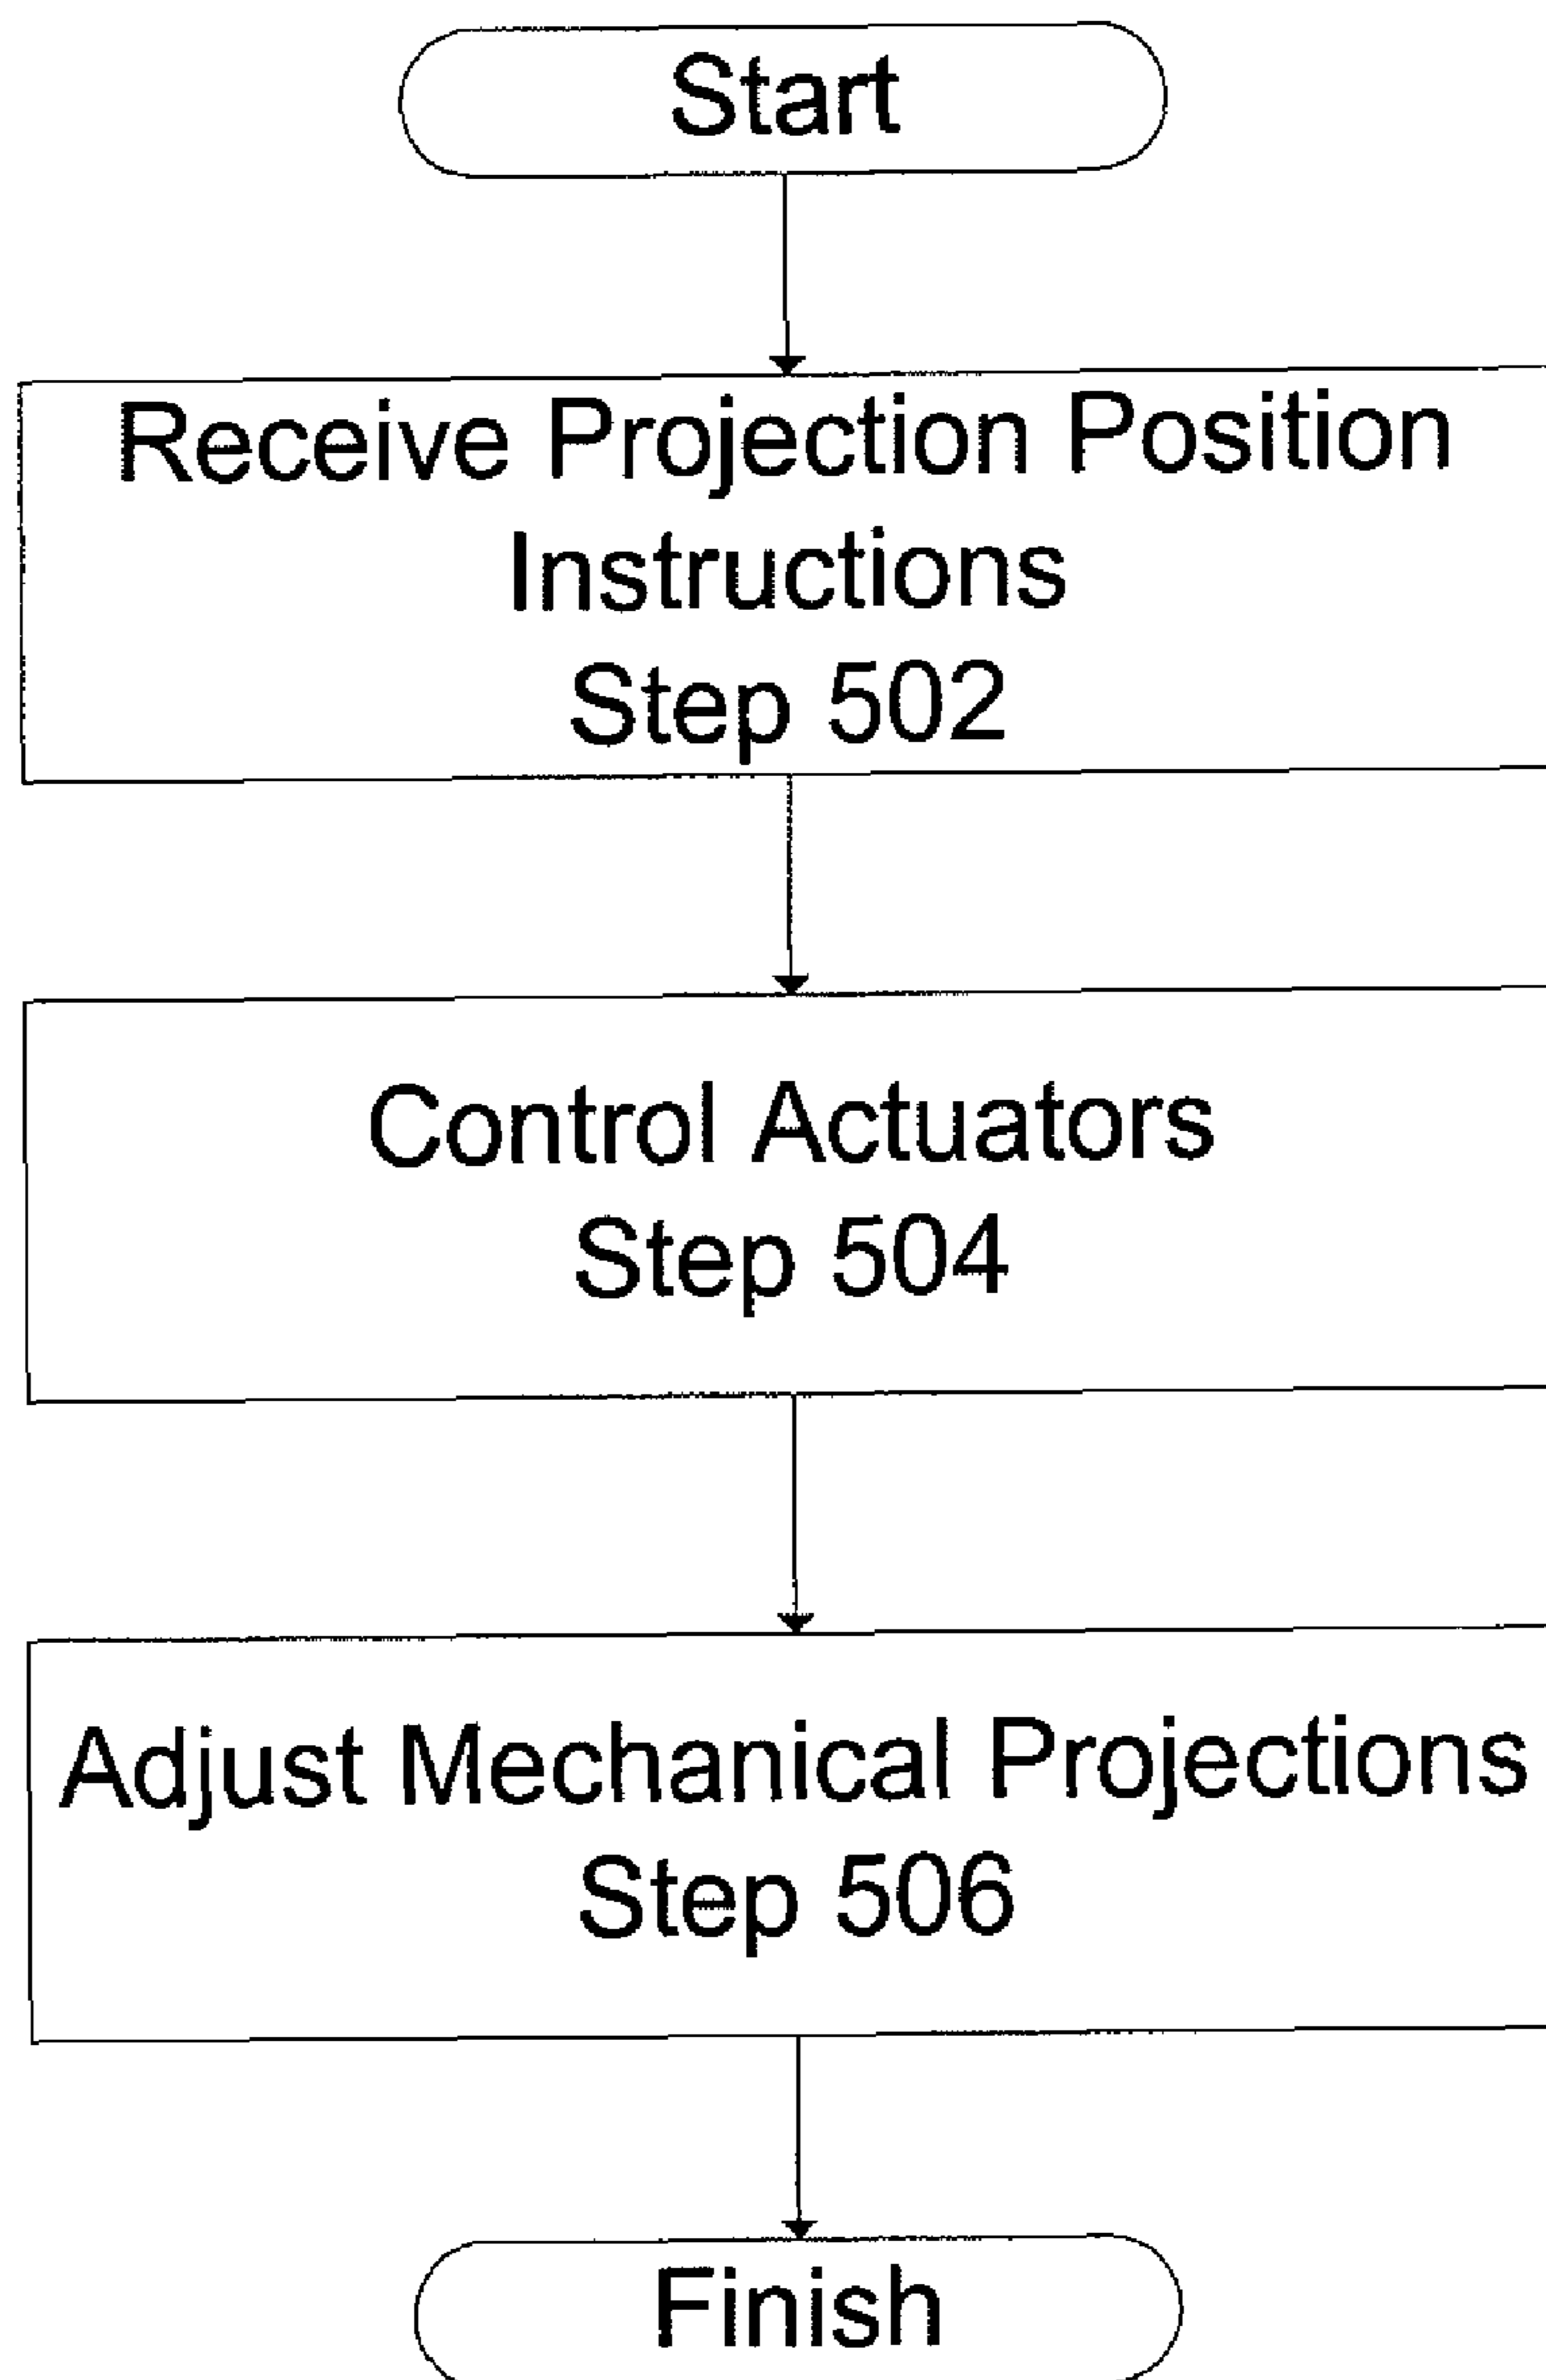 Start
Receive Projection Position
Instructions
Step 502
Control Actuators
Step 504
Adjust Mechanical Projections
Step 506
Finish